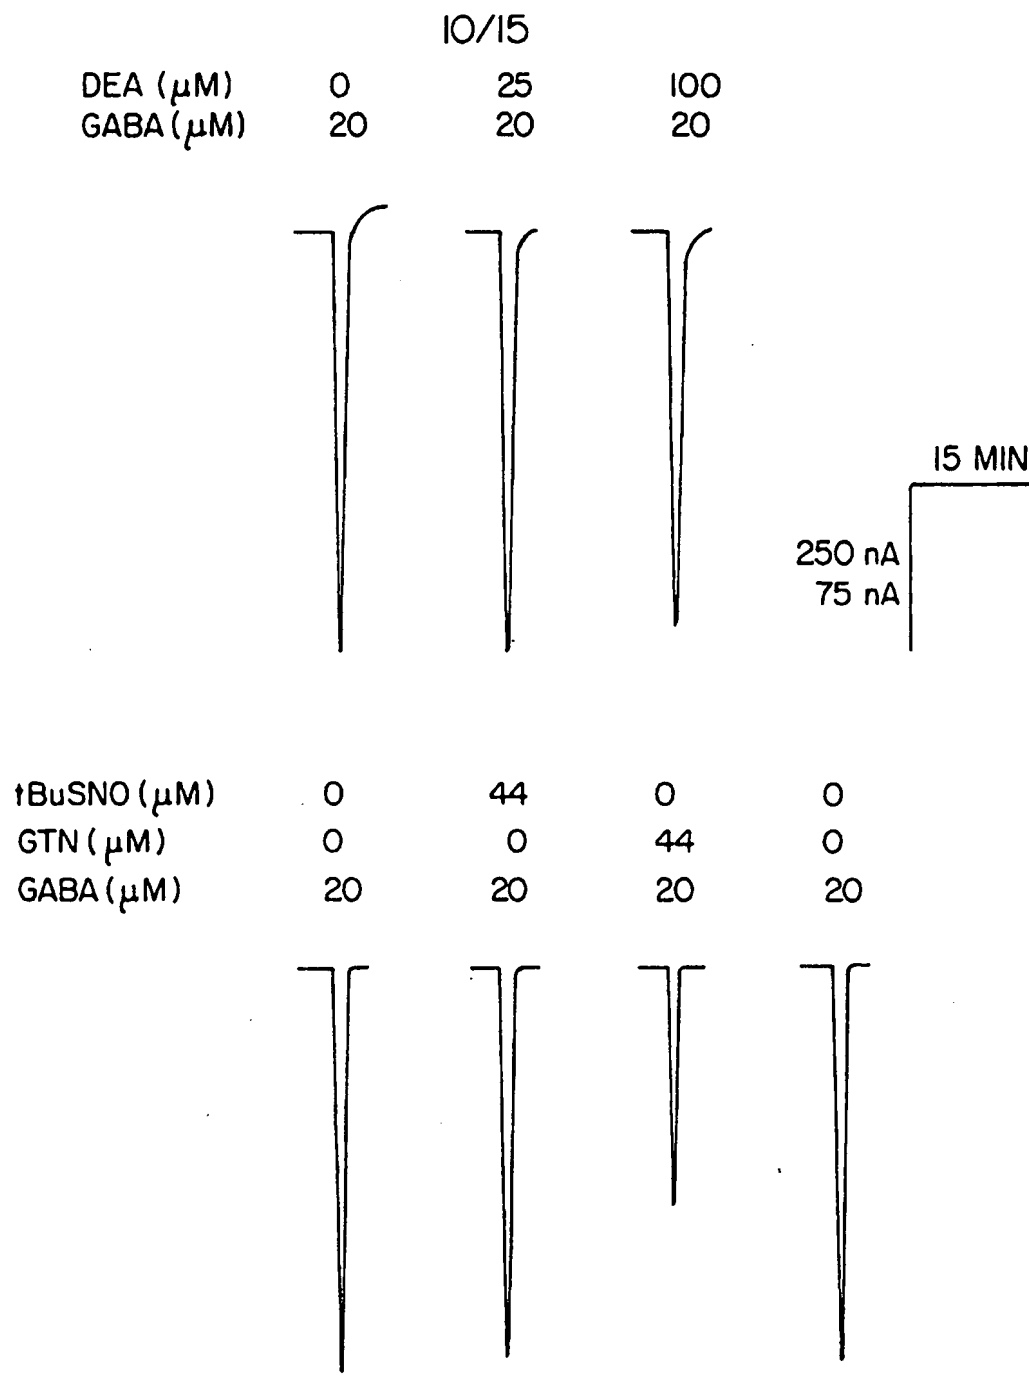 10/15
DEA (μM) 0 25 100
GABA (μM) 20 20 20
15 MIN
250 nA
75 nA
tBuSNO (μM) 0 44 0 0
GTN (μM) 0 0 44 0
GABA (μM) 20 20 20 20